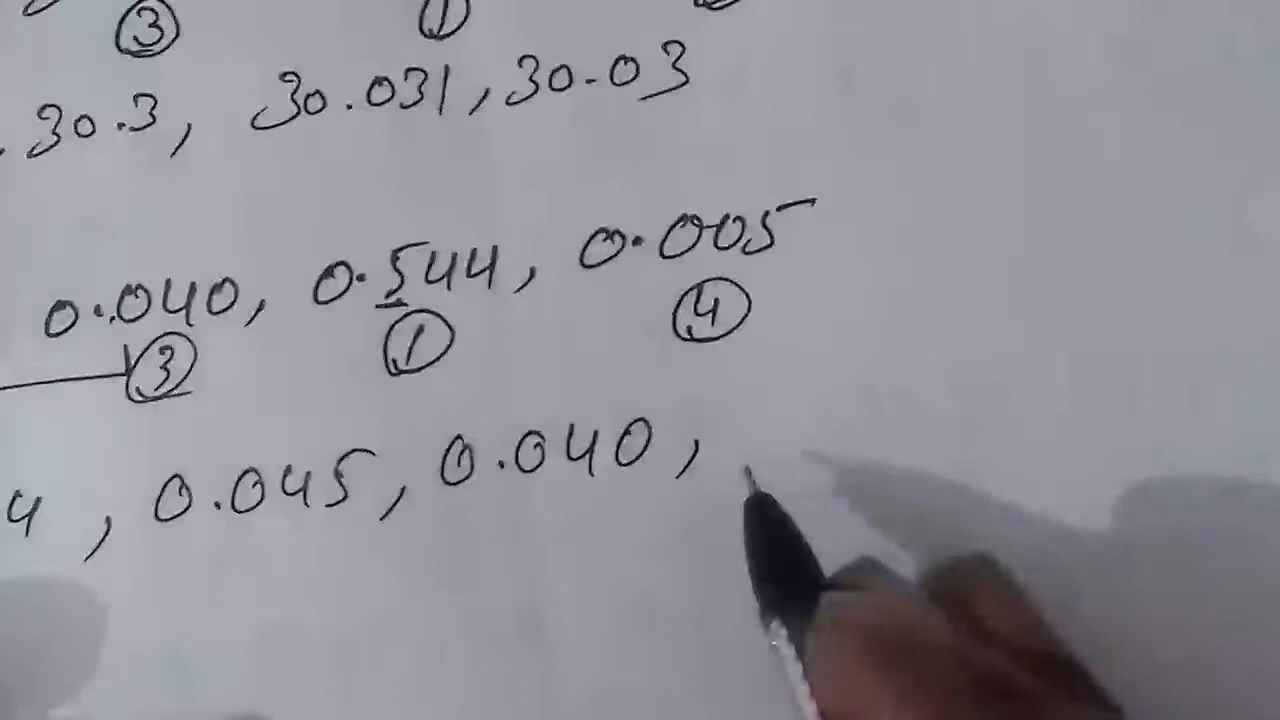 ③ ①
30.3, 30.031, 30.03
0.040, 0.544, 0.005
③ ① ④
4, 0.045, 0.040,